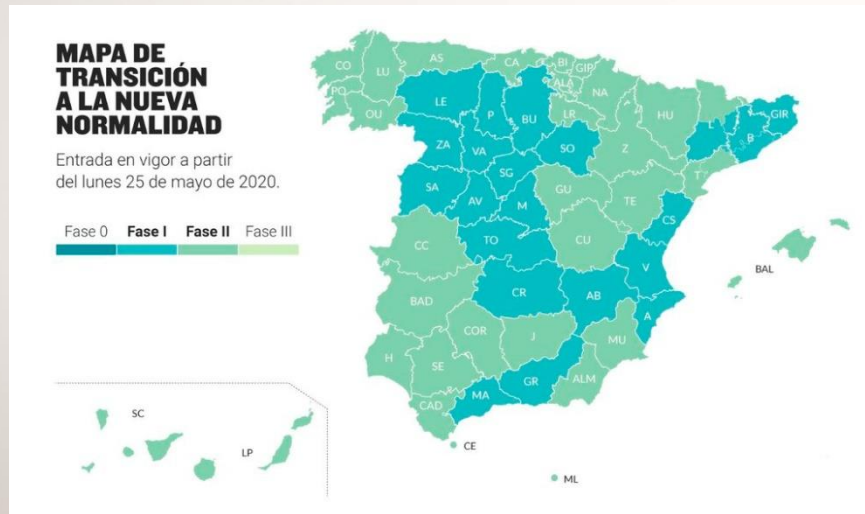 MAPA DE
TRANSICIÓN
A LA NUEVA
NORMALIDAD
Entrada en vigor a partir
del lunes 25 de mayo de 2020.
Fase 0 Fase I Fase II Fase III
CO
LU
AS
CA
BI
GIP
ALA
NA
PO
OU
LE
P
BU
LR
HU
GIR
B
ZA
VA
SO
Z
T
SA
SG
AV
M
GU
TE
CS
CC
TO
CU
V
BAL
BAD
CR
AB
A
COR
J
MU
H
SE
GR
ALM
CAD
MA
CE
ML
SC
LP